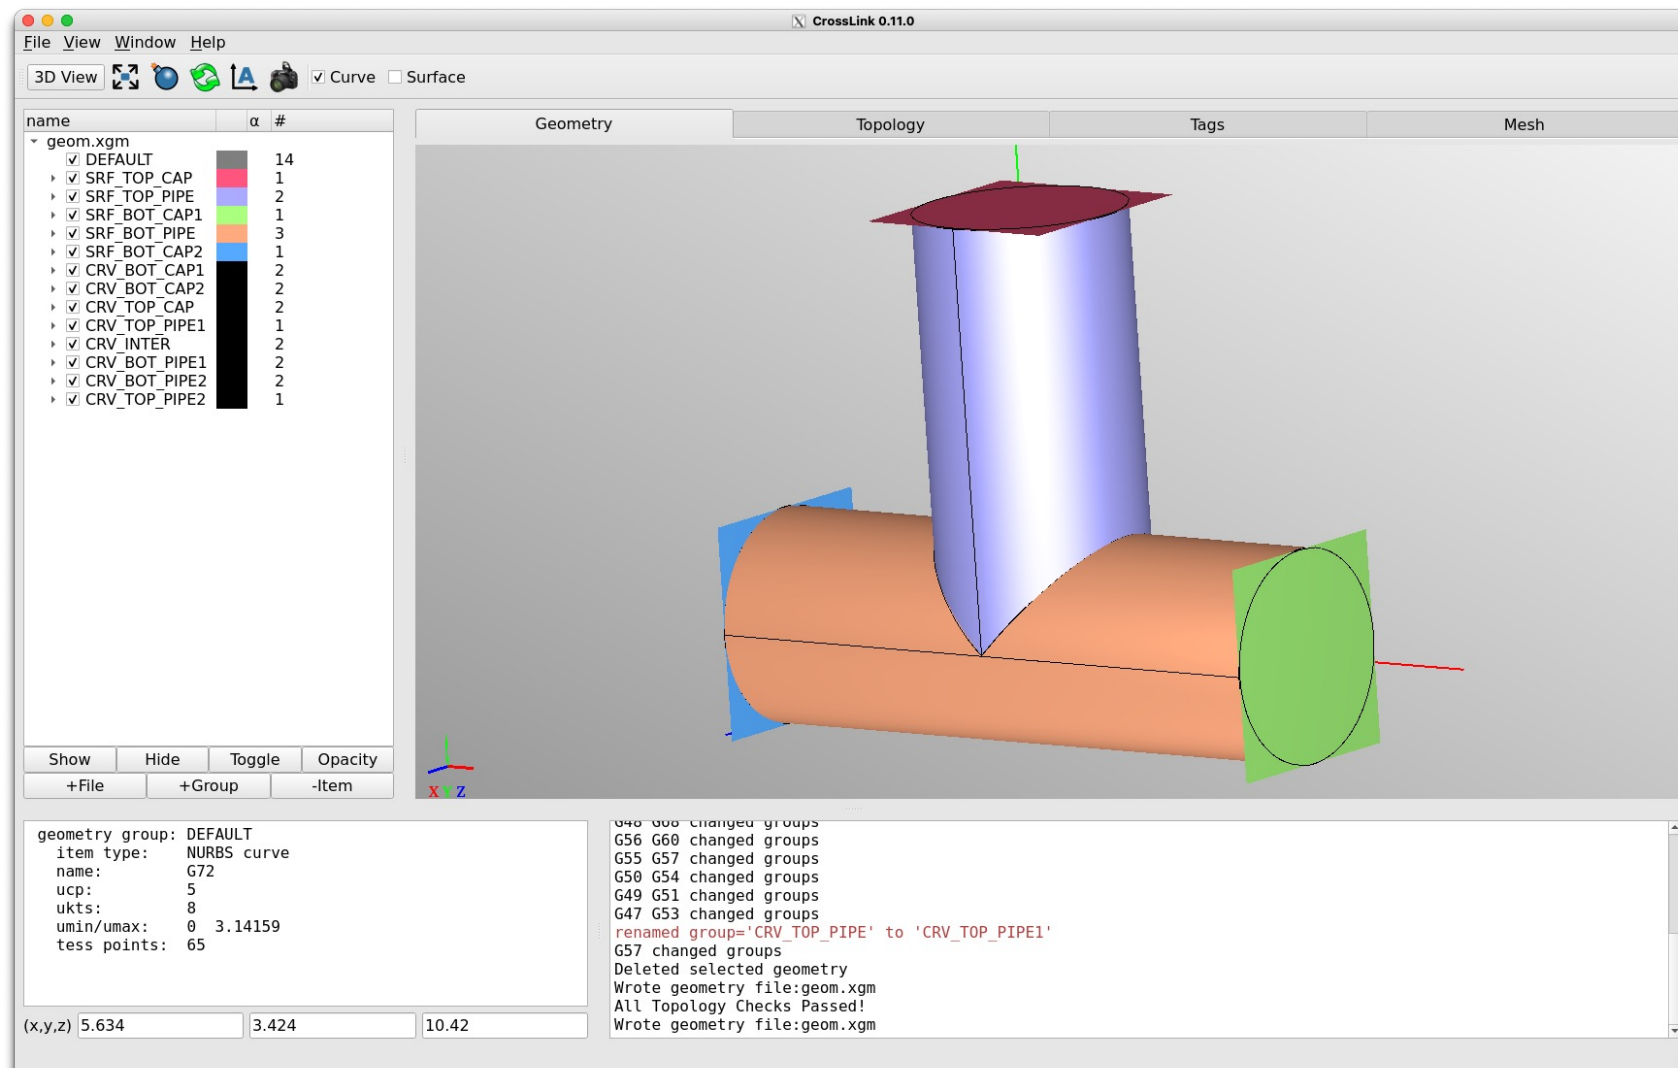 CrossLink 0.11.0
File View Window Help
3D View Curve Surface
name α #
geom.xgm
DEFAULT 14
SRF_TOP_CAP 1
SRF_TOP_PIPE 2
SRF_BOT_CAP1 1
SRF_BOT_PIPE 3
SRF_BOT_CAP2 1
CRV_BOT_CAP1 2
CRV_BOT_CAP2 2
CRV_TOP_CAP 2
CRV_TOP_PIPE1 1
CRV_INTER 2
CRV_BOT_PIPE1 2
CRV_BOT_PIPE2 2
CRV_TOP_PIPE2 1
Show Hide Toggle Opacity
+File +Group -Item
Geometry Topology Tags Mesh
X Y Z
geometry group: DEFAULT
item type: NURBS curve
name: G72
ucp: 5
ukts: 8
umin/umax: 0 3.14159
tess points: 65
(x,y,z) 5.634 3.424 10.42
G48 G68 changed groups
G56 G60 changed groups
G55 G57 changed groups
G50 G54 changed groups
G49 G51 changed groups
G47 G53 changed groups
renamed group='CRV_TOP_PIPE' to 'CRV_TOP_PIPE1'
G57 changed groups
Deleted selected geometry
Wrote geometry file:geom.xgm
All Topology Checks Passed!
Wrote geometry file:geom.xgm